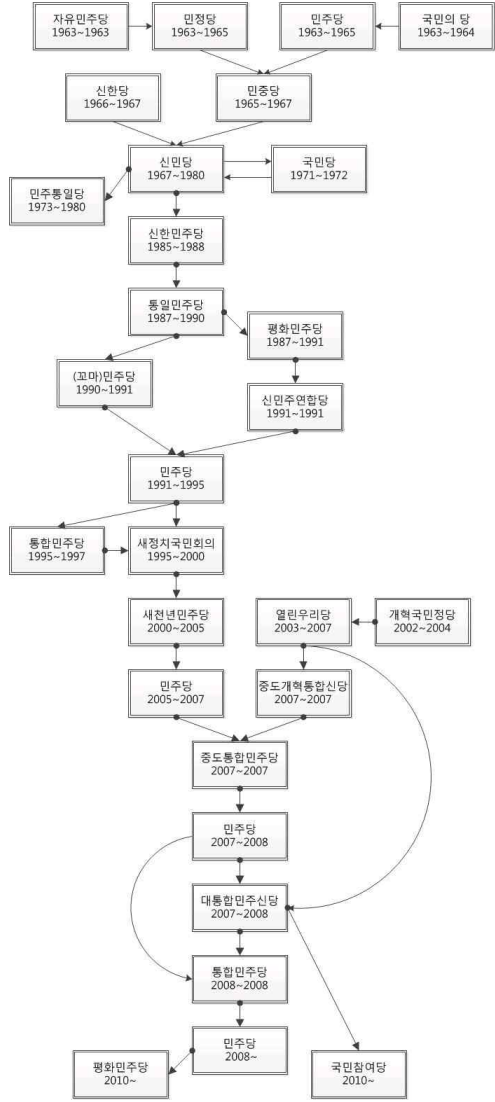 자유민주당
1963~1963
민정당
1963~1965
민주당
1963~1965
국민의 당
1963~1964
신한당
1966~1967
민중당
1965~1967
신민당
1967~1980
국민당
1971~1972
민주통일당
1973~1980
신한민주당
1985~1988
통일민주당
1987~1990
평화민주당
1987~1991
(꼬마)민주당
1990~1991
신민주연합당
1991~1991
민주당
1991~1995
통합민주당
1995~1997
새정치국민회의
1995~2000
새천년민주당
2000~2005
열린우리당
2003~2007
개혁국민정당
2002~2004
민주당
2005~2007
중도개혁통합신당
2007~2007
중도통합민주당
2007~2007
민주당
2007~2008
대통합민주신당
2007~2008
통합민주당
2008~2008
민주당
2008~
평화민주당
2010~
국민참여당
2010~